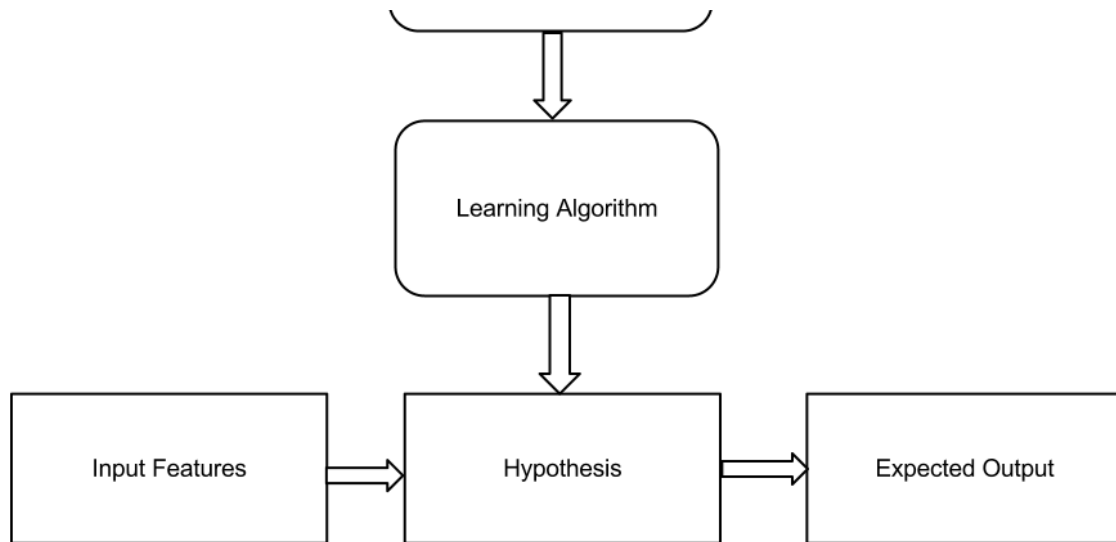 Learning Algorithm
Input Features
Hypothesis
Expected Output